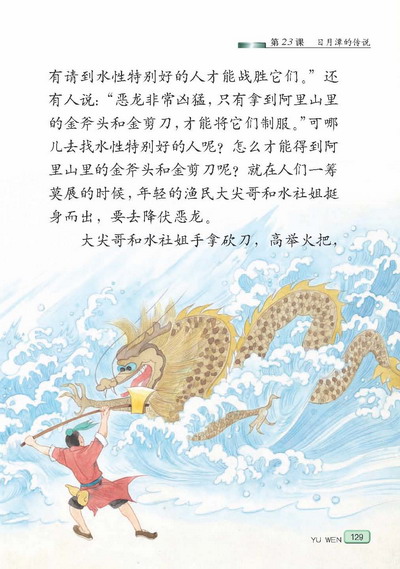 第23课 日月潭的传说
有请到水性特别好的人才能战胜它们。”还
有人说：“恶龙非常凶猛，只有拿到阿里山里
的金斧头和金剪刀，才能将它们制服。”可哪
儿去找水性特别好的人呢？怎么才能得到阿
里山里的金斧头和金剪刀呢？就在人们一筹
莫展的时候，年轻的渔民大尖哥和水社姐挺
身而出，要去降伏恶龙。
大尖哥和水社姐手拿砍刀，高举火把，
YU WEN 129